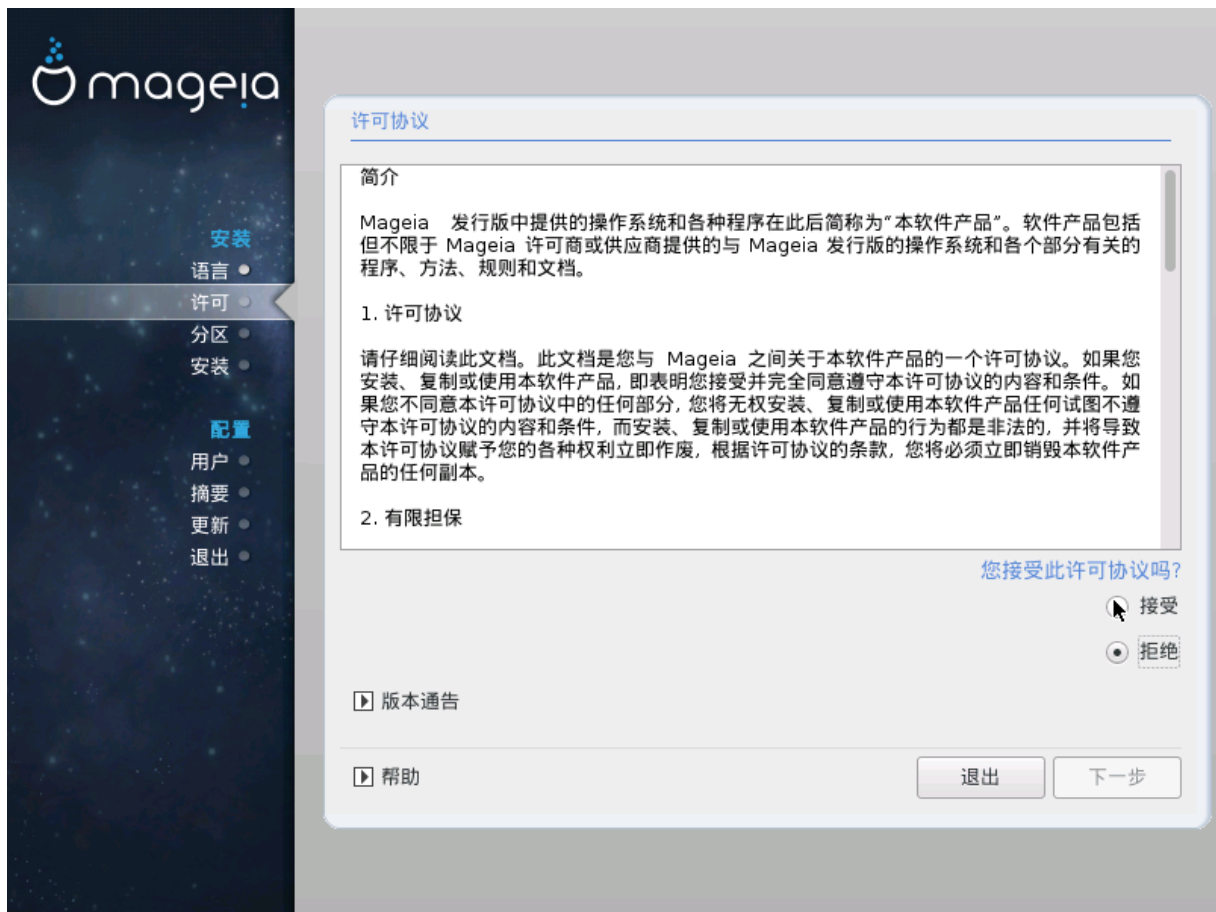 mageia
安装
语言
许可
分区
安装
配置
用户
摘要
更新
退出
许可协议
简介
Mageia 发行版中提供的操作系统和各种程序在此后简称为“本软件产品”。软件产品包括
但不限于 Mageia 许可商或供应商提供的与 Mageia 发行版的操作系统和各个部分有关的
程序、方法、规则和文档。
1. 许可协议
请仔细阅读此文档。此文档是您与 Mageia 之间关于本软件产品的一个许可协议。如果您
安装、复制或使用本软件产品, 即表明您接受并完全同意遵守本许可协议的内容和条件。如
果您不同意本许可协议中的任何部分, 您将无权安装、复制或使用本软件产品任何试图不遵
守本许可协议的内容和条件, 而安装、复制或使用本软件产品的行为都是非法的, 并将导致
本许可协议赋予您的各种权利立即作废, 根据许可协议的条款, 您将必须立即销毁本软件产
品的任何副本。
2. 有限担保
您接受此许可协议吗?
接受
拒绝
版本通告
帮助
退出
下一步